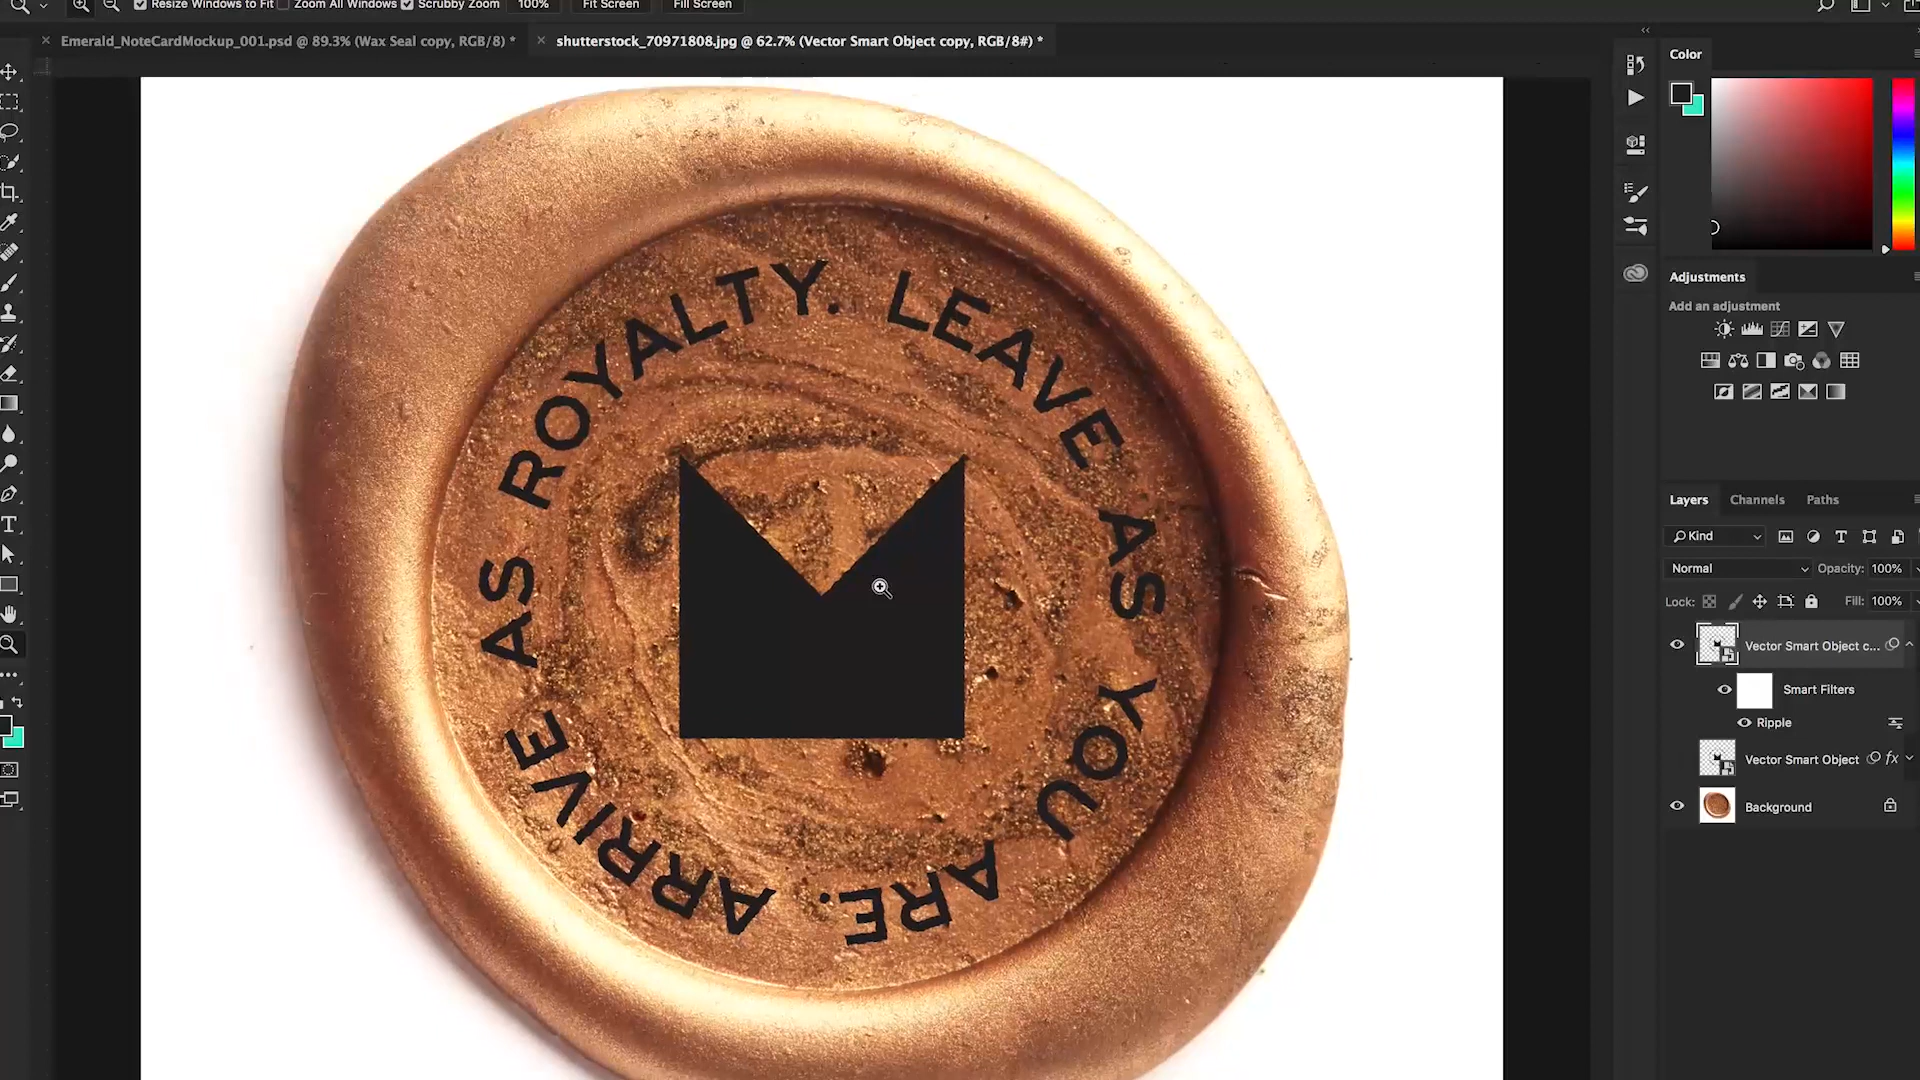 Resize Windows to Fit Zoom All Windows Scrubby Zoom 100% Fit Screen Fill Screen
Emerald_NoteCardMockup_001.psd @ 89.3% (Wax Seal copy, RGB/8) *
shutterstock_70971808.jpg @ 62.7% (Vector Smart Object copy, RGB/8#) *
ARRIVE AS ROYALTY. LEAVE AS YOU ARE.
Color
Adjustments
Add an adjustment
Layers Channels Paths
Kind
Normal Opacity: 100%
Lock: Fill: 100%
Vector Smart Object c...
Smart Filters
Ripple
Vector Smart Object fx
Background